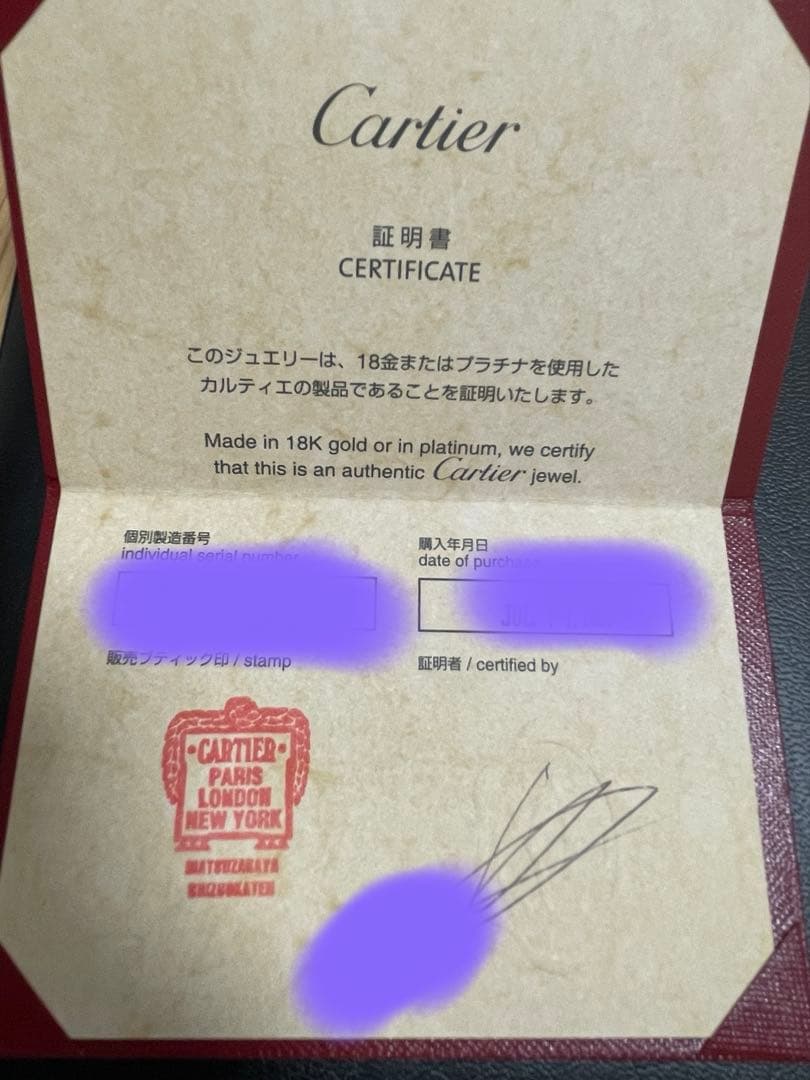 Cartier
証明書
CERTIFICATE
このジュエリーは、18金またはプラチナを使用した
カルティエの製品であることを証明いたします。
Made in 18K gold or in platinum, we certify
that this is an authentic Cartier jewel.
個別製造番号
individual serial number
購入年月日
date of purchase
販売ブティック印 / stamp
証明者 / certified by
CARTIER
PARIS
LONDON
NEW YORK
MATSUZAKAYA
SHIZUOKATEN